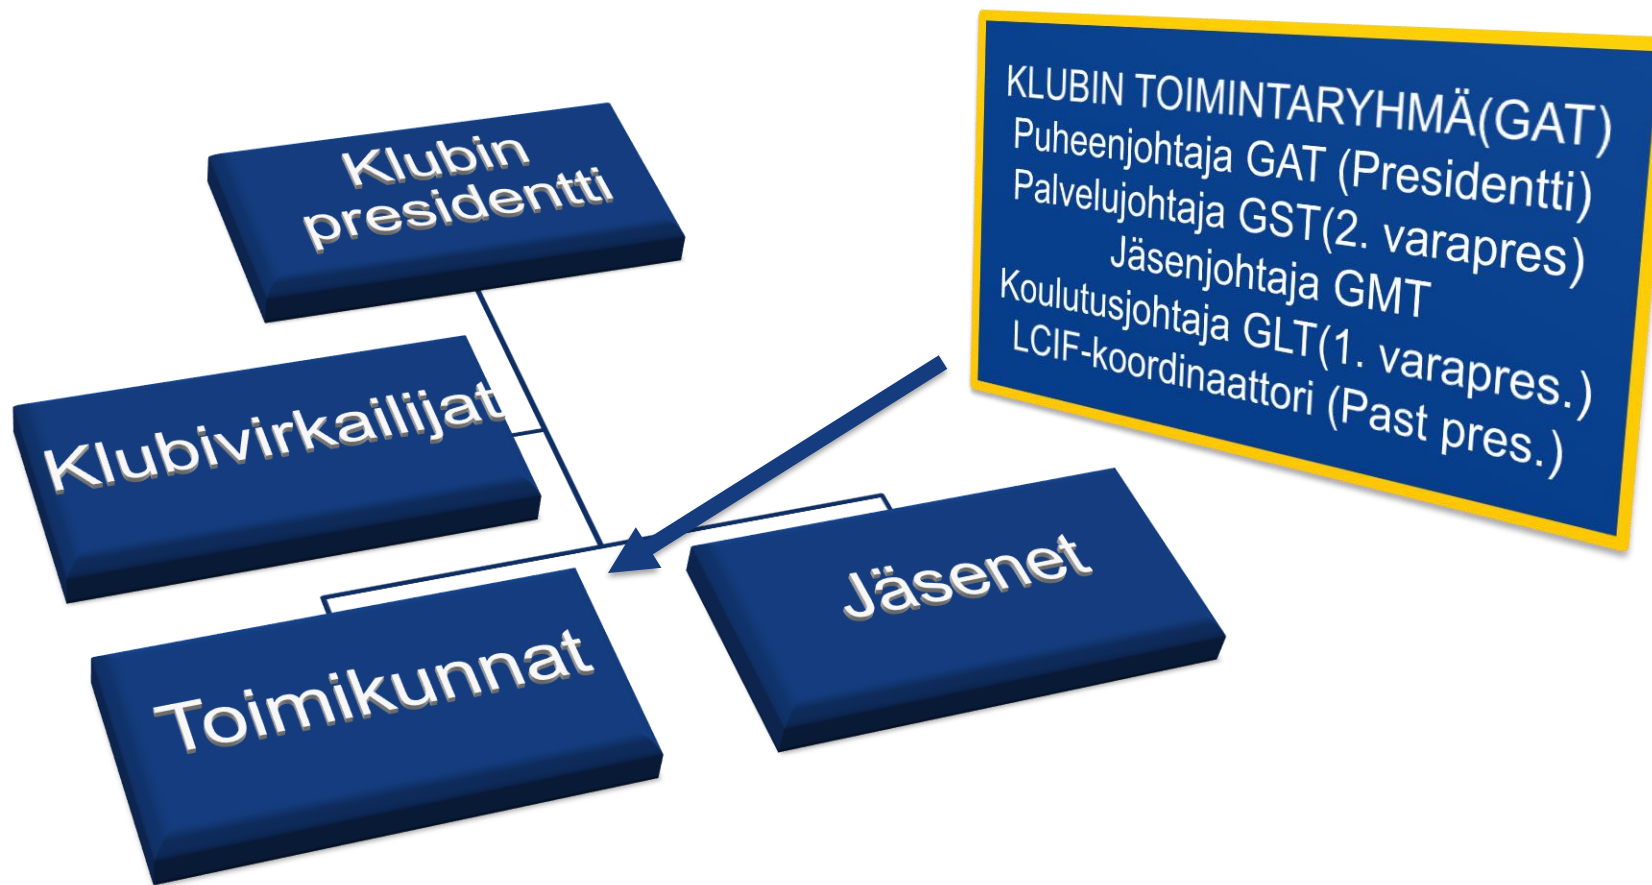 Klubin
presidentti
Klubivirkailijat
Toimikunnat
Jäsenet
KLUBIN TOIMINTARYHMÄ(GAT)
Puheenjohtaja GAT (Presidentti)
Palvelujohtaja GST(2. varapres)
Jäsenjohtaja GMT
Koulutusjohtaja GLT(1. varapres.)
LCIF-koordinaattori (Past pres.)